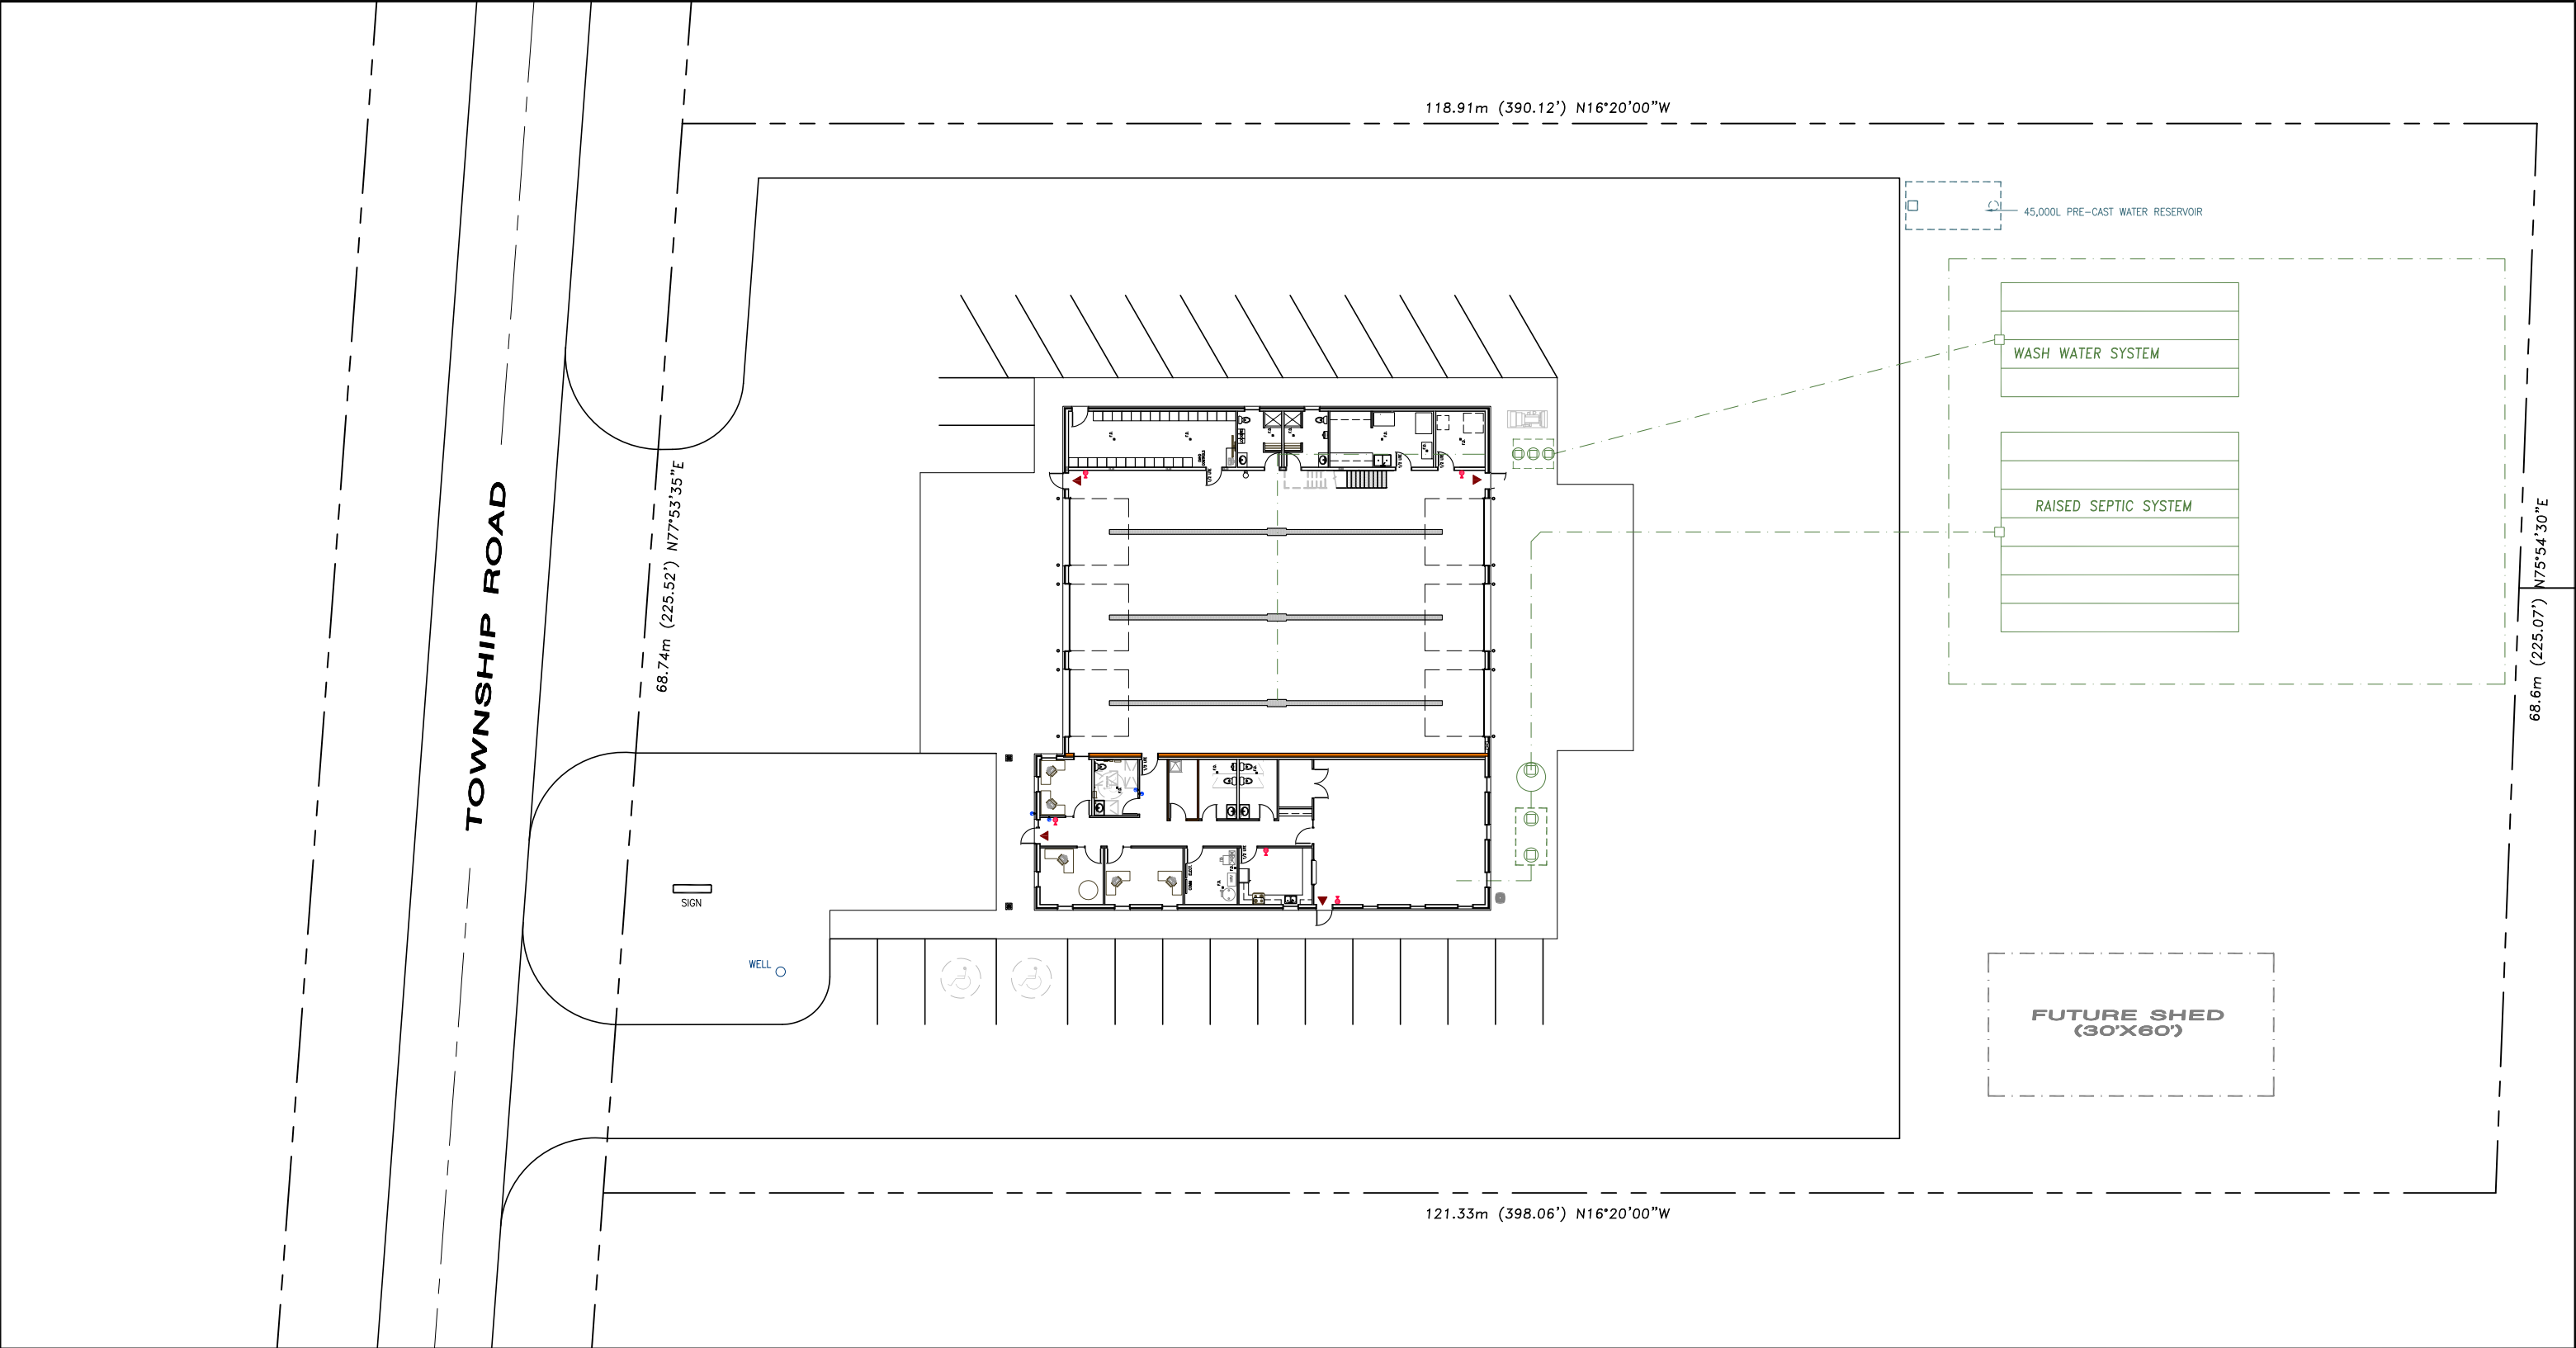 118.91m (390.12') N16°20'00"W
45,000L PRE-CAST WATER RESERVOIR
WASH WATER SYSTEM
RAISED SEPTIC SYSTEM
TOWNSHIP ROAD
68.74m (225.52') N77°53'35"E
68.6m (225.07') N75°54'30"E
SIGN
WELL
FUTURE SHED
(30'X60')
121.33m (398.06') N16°20'00"W